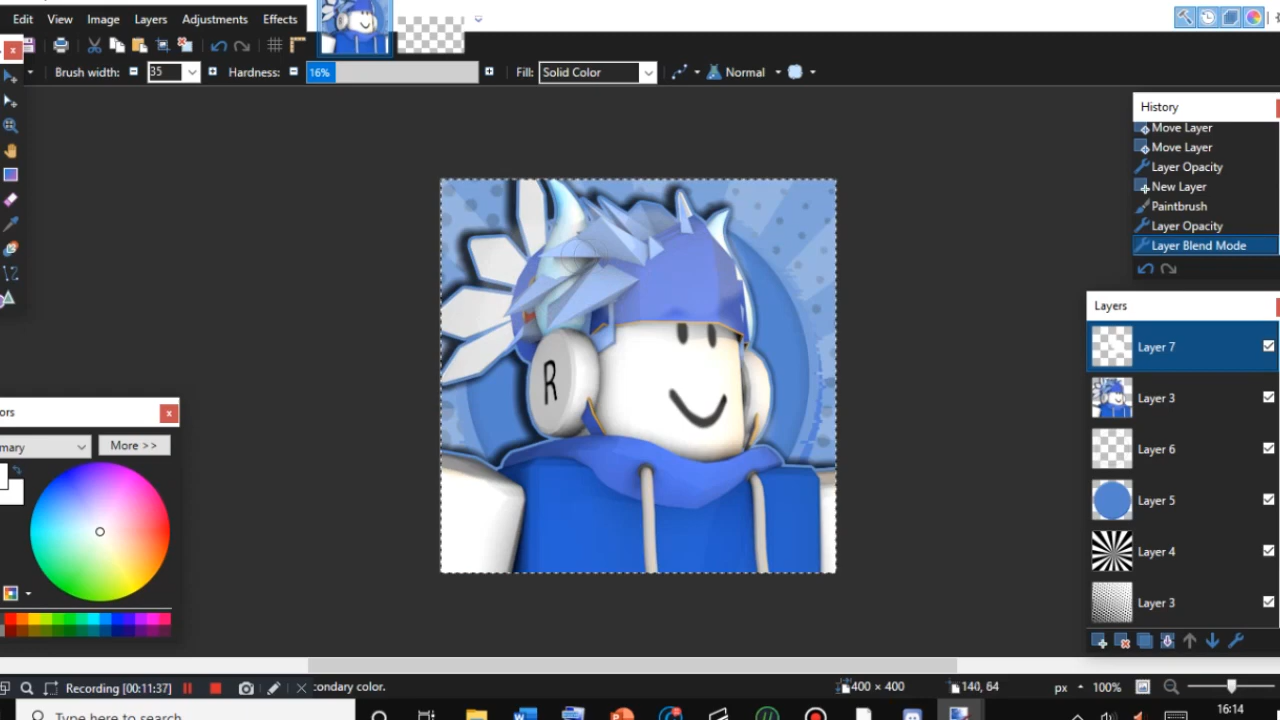 Edit View Image Layers Adjustments Effects
Brush width: 35 Hardness: 16% Fill: Solid Color Normal
History
Move Layer
Move Layer
Layer Opacity
New Layer
Paintbrush
Layer Opacity
Layer Blend Mode
Layers
Layer 7
Layer 3
Layer 6
Layer 5
Layer 4
Layer 3
ors
mary More >>
R
Recording [00:11:37] condary color. 400 × 400 140, 64 px 100%
Type here to search 16:14